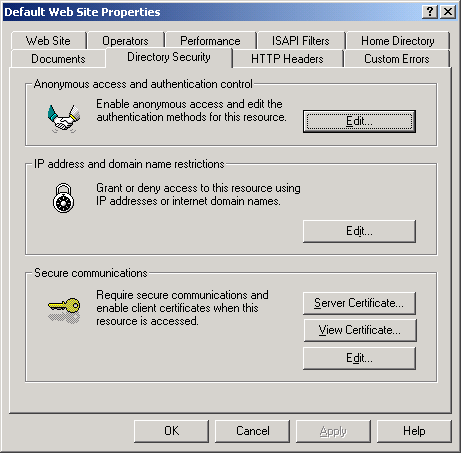 Default Web Site Properties
Web Site Operators Performance ISAPI Filters Home Directory
Documents Directory Security HTTP Headers Custom Errors
Anonymous access and authentication control
Enable anonymous access and edit the
authentication methods for this resource.
Edit...
IP address and domain name restrictions
Grant or deny access to this resource using
IP addresses or internet domain names.
Edit...
Secure communications
Require secure communications and
enable client certificates when this
resource is accessed.
Server Certificate...
View Certificate...
Edit...
OK Cancel Apply Help